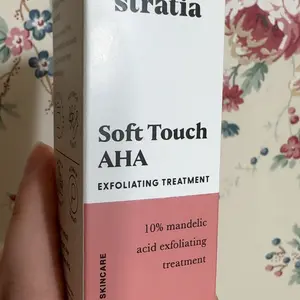 stratia
Soft Touch
AHA
EXFOLIATING TREATMENT
10% mandelic
acid exfoliating
treatment
SKINCARE